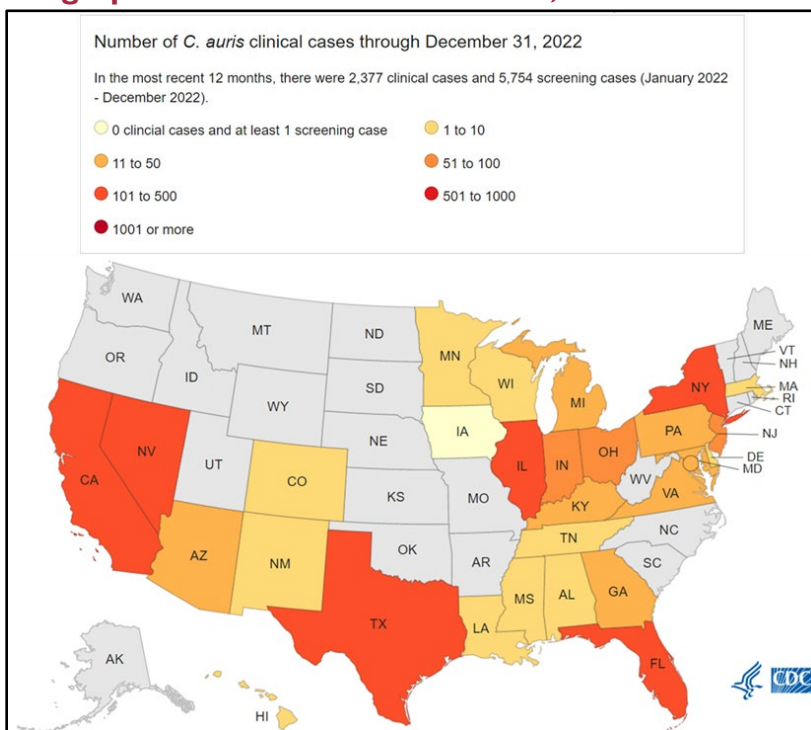 Number of C. auris clinical cases through December 31, 2022
In the most recent 12 months, there were 2,377 clinical cases and 5,754 screening cases (January 2022
- December 2022).
0 clincial cases and at least 1 screening case
1 to 10
11 to 50
51 to 100
101 to 500
501 to 1000
1001 or more
WA
MT
ND
MN
ME
VT
NH
OR
ID
SD
WI
NY
MA
RI
CT
WY
MI
IA
PA
NJ
NE
NV
UT
IL
IN
OH
DE
MD
CA
CO
KS
MO
WV
VA
KY
NC
TN
AZ
NM
OK
AR
SC
MS
AL
GA
TX
LA
FL
AK
HI
CDC